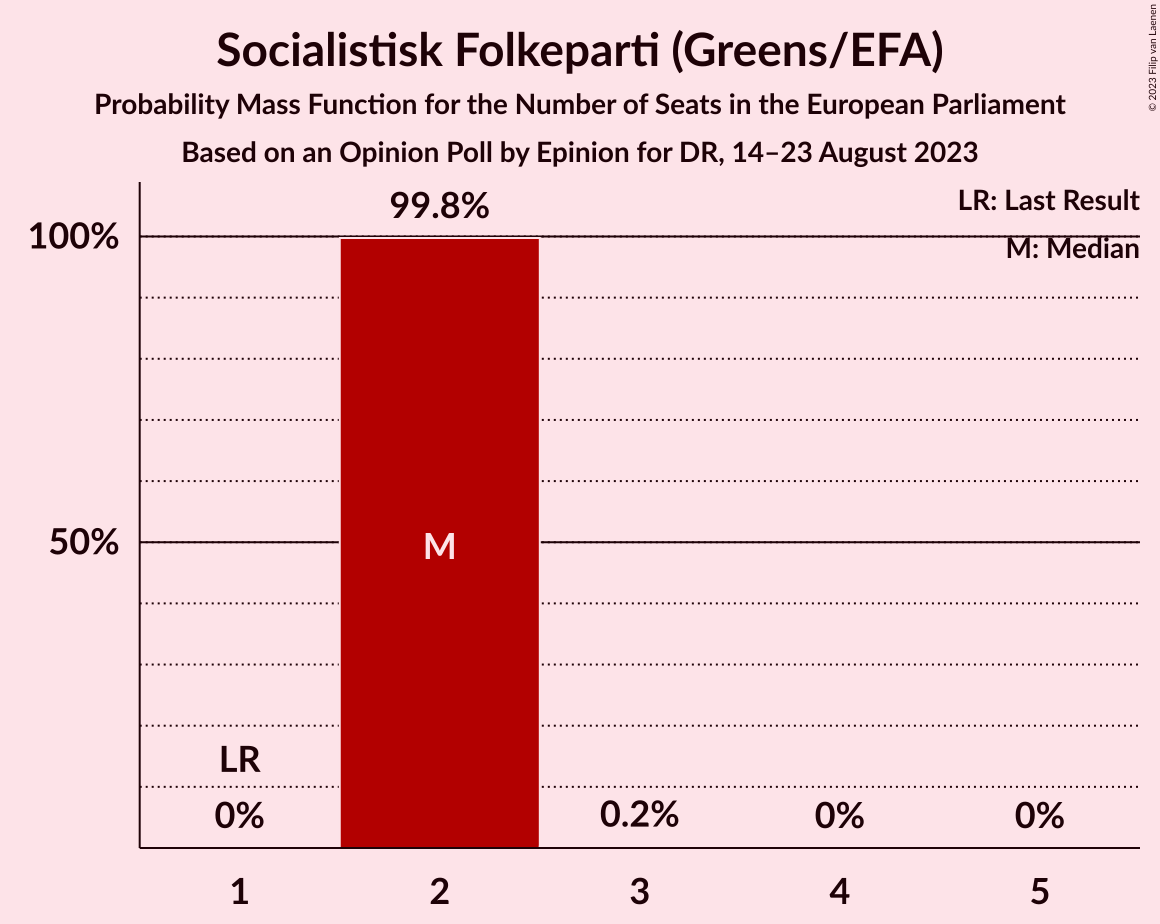 Socialistisk Folkeparti (Greens/EFA)
Probability Mass Function for the Number of Seats in the European Parliament
Based on an Opinion Poll by Epinion for DR, 14–23 August 2023
© 2023 Filip van Laenen
LR: Last Result
M: Median
99.8%
100%
50%
M
LR
0%
0.2%
0%
0%
1 2 3 4 5